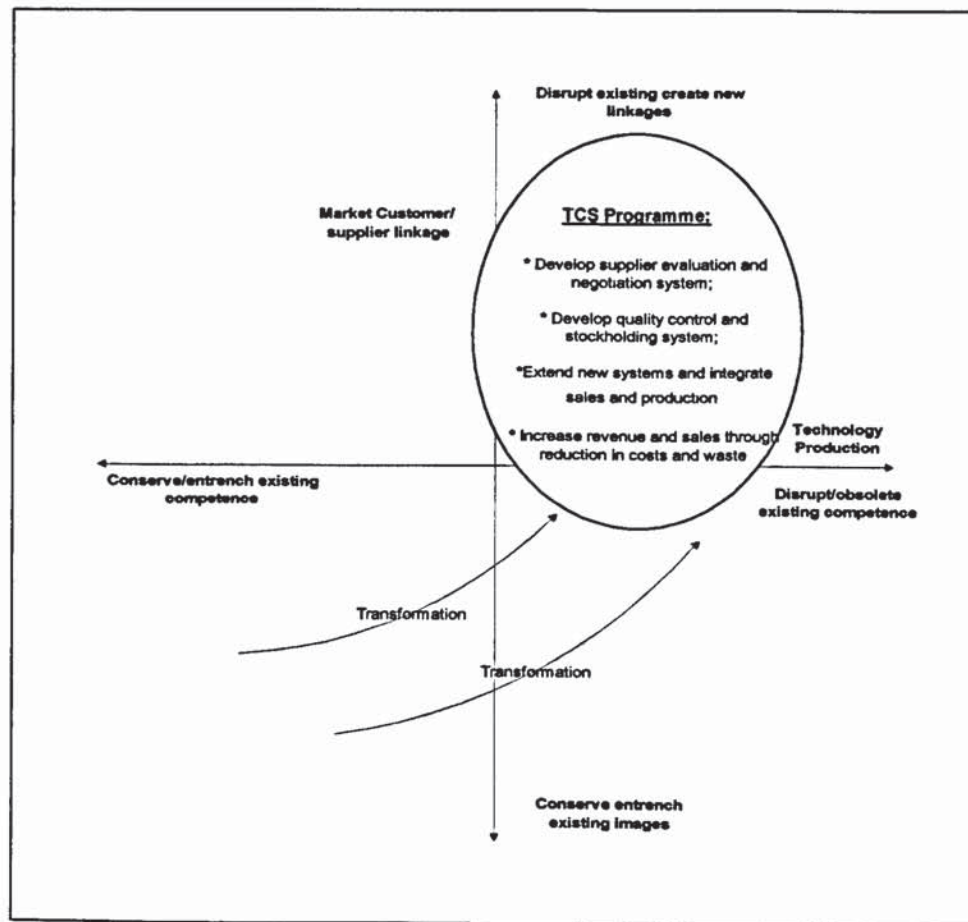 Disrupt existing create new
linkages
Market Customer/
supplier linkage
TCS Programme;
* Develop supplier evaluation and
negotiation system;
* Develop quality control and
stockholding system;
*Extend new systems and integrate
sales and production
* Increase revenue and sales through
reduction in costs and waste
Technology
Production
Conserve/entrench existing
competence
Disrupt/obsolete
existing competence
Transformation
Transformation
Conserve entrench
existing images